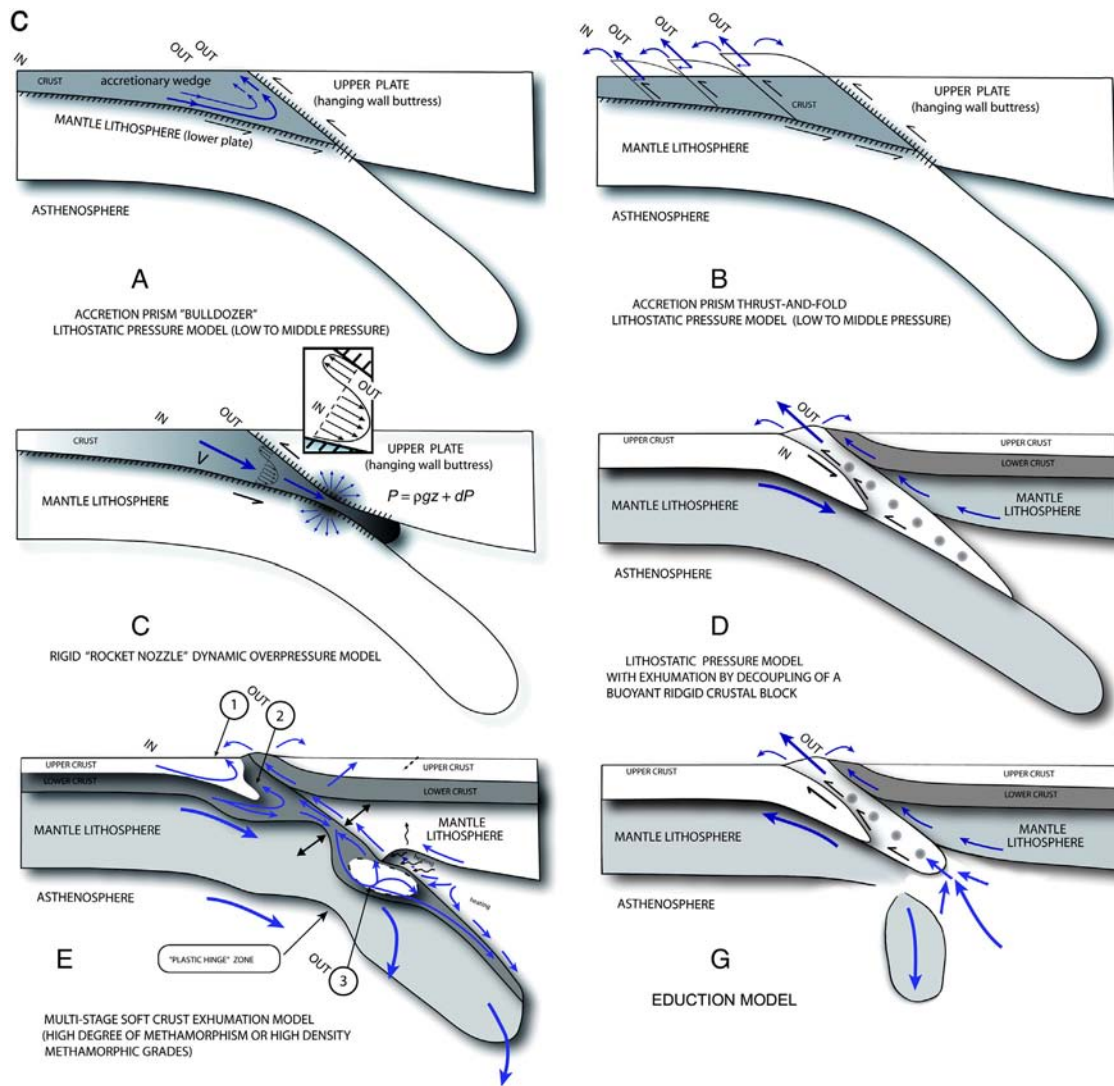 C
IN
OUT
OUT
CRUST
accretionary wedge
UPPER PLATE
(hanging wall buttress)
MANTLE LITHOSPHERE (lower plate)
ASTHENOSPHERE
A
ACCRETION PRISM "BULLDOZER"
LITHOSTATIC PRESSURE MODEL (LOW TO MIDDLE PRESSURE)
IN
OUT
OUT
OUT
CRUST
UPPER PLATE
(hanging wall buttress)
MANTLE LITHOSPHERE
ASTHENOSPHERE
B
ACCRETION PRISM THRUST-AND-FOLD
LITHOSTATIC PRESSURE MODEL (LOW TO MIDDLE PRESSURE)
IN
OUT
IN
OUT
CRUST
V
UPPER PLATE
(hanging wall buttress)
P = ρgz + dP
MANTLE LITHOSPHERE
ASTHENOSPHERE
C
RIGID "ROCKET NOZZLE" DYNAMIC OVERPRESSURE MODEL
OUT
UPPER CRUST
IN
UPPER CRUST
LOWER CRUST
MANTLE LITHOSPHERE
MANTLE
LITHOSPHERE
ASTHENOSPHERE
D
LITHOSTATIC PRESSURE MODEL
WITH EXHUMATION BY DECOUPLING OF A
BUOYANT RIDGID CRUSTAL BLOCK
1
OUT
2
IN
UPPER CRUST
LOWER CRUST
UPPER CRUST
LOWER CRUST
MANTLE LITHOSPHERE
MANTLE
LITHOSPHERE
heating
ASTHENOSPHERE
"PLASTIC HINGE" ZONE
OUT
3
E
MULTI-STAGE SOFT CRUST EXHUMATION MODEL
(HIGH DEGREE OF METAMORPHISM OR HIGH DENSITY
METAMORPHIC GRADES)
OUT
UPPER CRUST
UPPER CRUST
LOWER CRUST
MANTLE LITHOSPHERE
MANTLE
LITHOSPHERE
ASTHENOSPHERE
G
EDUCTION MODEL